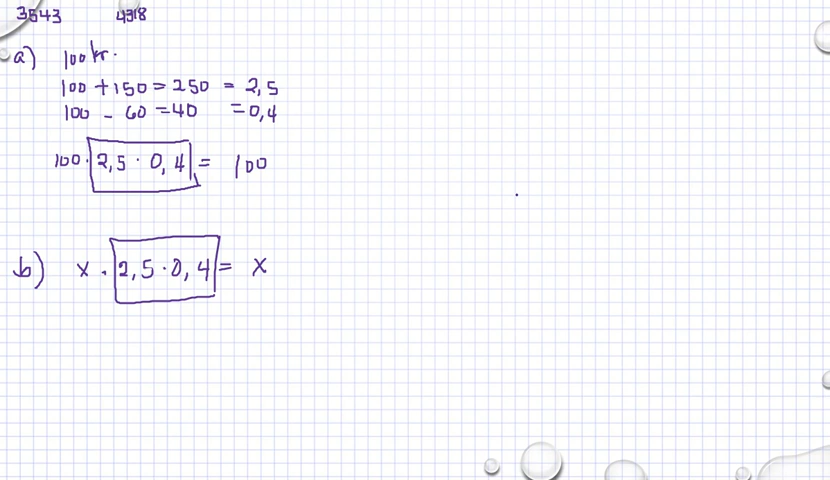 3543 4318
a) 100 kr.
100 + 150 = 250 = 2,5
100 - 60 = 40 = 0,4
100 · 2,5 · 0,4 = 100
b) x · 2,5 · 0,4 = x